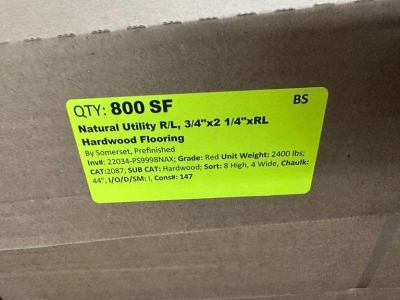 QTY: 800 SF BS
Natural Utility R/L, 3/4"x2 1/4"xRL
Hardwood Flooring
By Somerset, Prefinished
Inv#: 22034-PS9998NAX; Grade: Red Unit Weight: 2400 lbs;
CAT:2087; SUB CAT: Hardwood; Sort: 8 High, 4 Wide, Chaulk:
44", I/O/D/SM: I, Cons#: 147